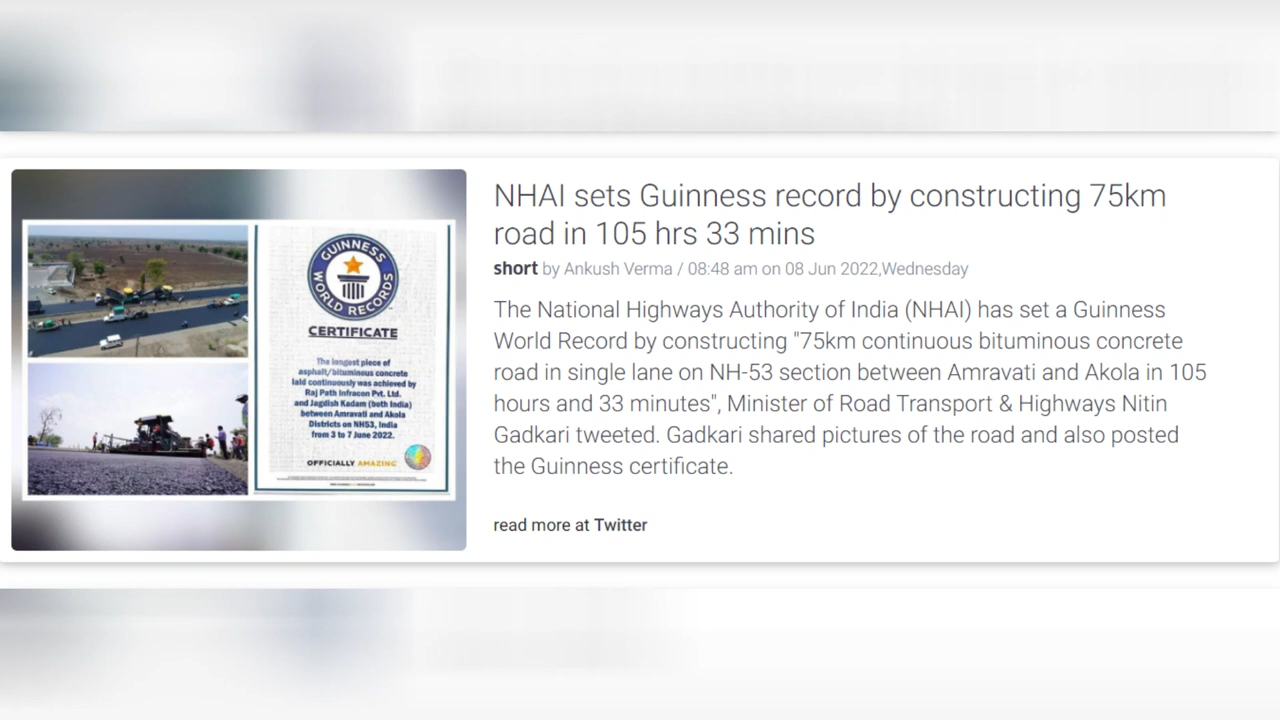 NHAI sets Guinness record by constructing 75km
road in 105 hrs 33 mins
short by Ankush Verma / 08:48 am on 08 Jun 2022,Wednesday
The National Highways Authority of India (NHAI) has set a Guinness
World Record by constructing "75km continuous bituminous concrete
road in single lane on NH-53 section between Amravati and Akola in 105
hours and 33 minutes", Minister of Road Transport & Highways Nitin
Gadkari tweeted. Gadkari shared pictures of the road and also posted
the Guinness certificate.
read more at Twitter
GUINNESS
WORLD RECORDS
CERTIFICATE
The longest piece of
asphalt/bituminous concrete
laid continuously was achieved by
Raj Path Infracon Pvt. Ltd.
and Jagdish Kadam (both India)
between Amravati and Akola
Districts on NH53, India
from 3 to 7 June 2022.
OFFICIALLY AMAZING